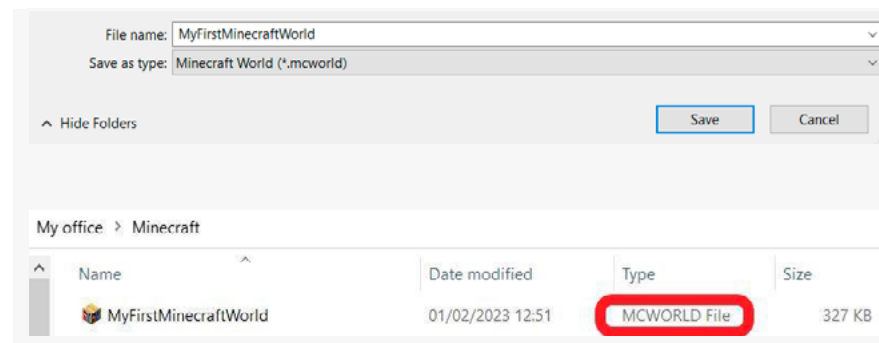 File name: MyFirstMinecraftWorld
Save as type: Minecraft World (*.mcworld)
Hide Folders Save Cancel
My office > Minecraft
Name Date modified Type Size
MyFirstMinecraftWorld 01/02/2023 12:51 MCWORLD File 327 KB